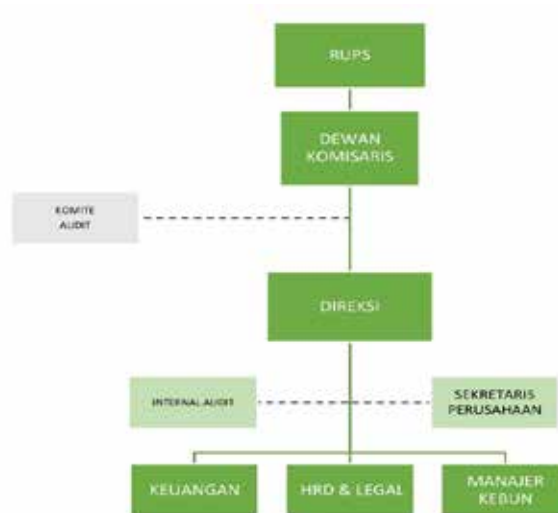 RUPS
DEWAN
KOMISARIS
KOMITE
AUDIT
DIREKSI
INTERNAL AUDIT
SEKRETARIS
PERUSAHAAN
KEUANGAN
HRD & LEGAL
MANAJER
KEBUN